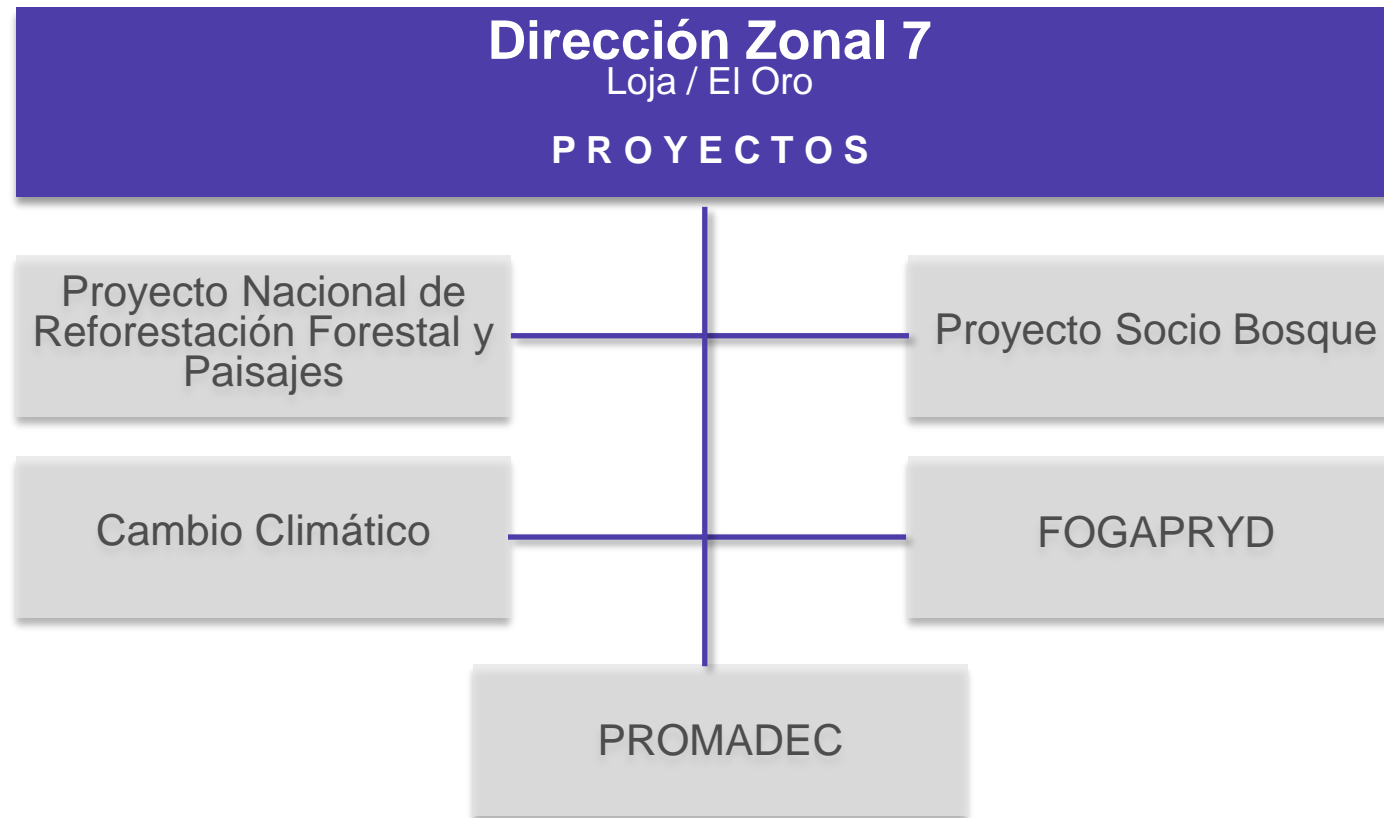 Dirección Zonal 7
Loja / El Oro
PROYECTOS
Proyecto Nacional de
Reforestación Forestal y
Paisajes
Proyecto Socio Bosque
Cambio Climático
FOGAPRYD
PROMADEC